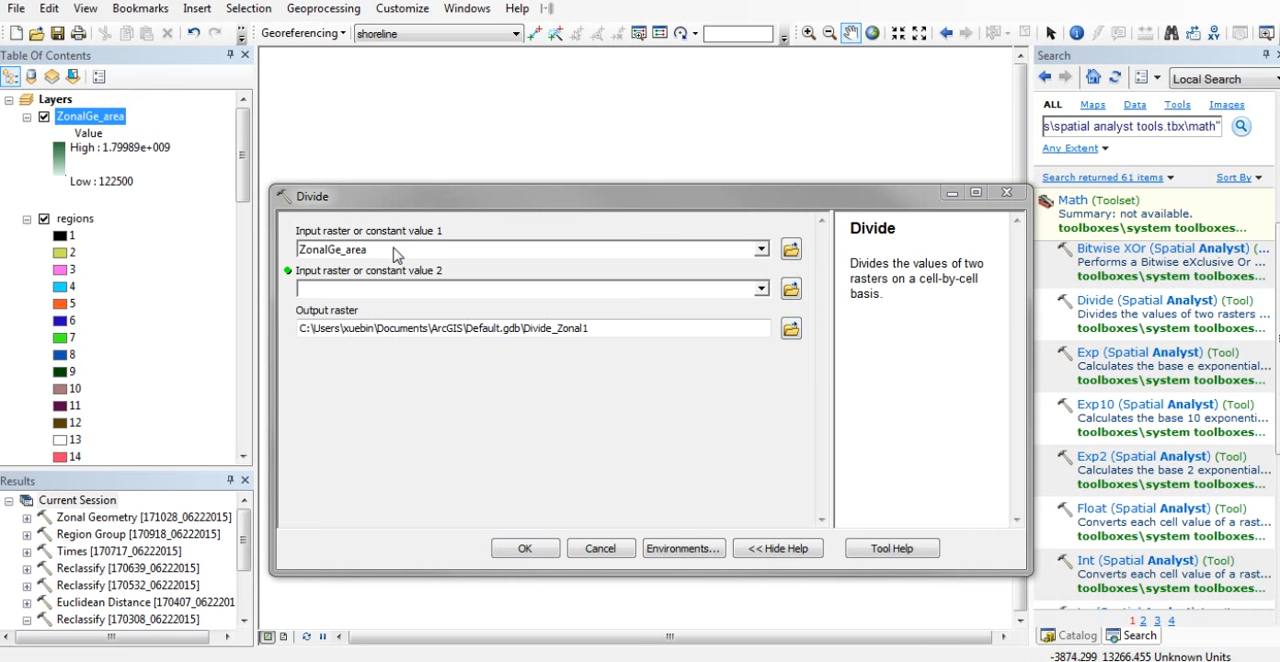 File Edit View Bookmarks Insert Selection Geoprocessing Customize Windows Help
Georeferencing shoreline
Table Of Contents
Layers
ZonalGe_area
Value
High : 1.79989e+009
Low : 122500
regions
1
2
3
4
5
6
7
8
9
10
11
12
13
14
Results
Current Session
Zonal Geometry [171028_06222015]
Region Group [170918_06222015]
Times [170717_06222015]
Reclassify [170639_06222015]
Reclassify [170532_06222015]
Euclidean Distance [170407_062201
Reclassify [170308_06222015]
Divide
Input raster or constant value 1
ZonalGe_area
Input raster or constant value 2
Output raster
C:\Users\xuebin\Documents\ArcGIS\Default.gdb\Divide_Zonal1
OK Cancel Environments... << Hide Help Tool Help
Divide
Divides the values of two
rasters on a cell-by-cell
basis.
Search
Local Search
ALL Maps Data Tools Images
s\spatial analyst tools.tbx\math"
Any Extent
Search returned 61 items Sort By
Math (Toolset)
Summary: not available.
toolboxes\system toolboxes...
Bitwise XOr (Spatial Analyst) (...
Performs a Bitwise eXclusive Or ...
toolboxes\system toolboxes...
Divide (Spatial Analyst) (Tool)
Divides the values of two rasters ...
toolboxes\system toolboxes...
Exp (Spatial Analyst) (Tool)
Calculates the base e exponential...
toolboxes\system toolboxes...
Exp10 (Spatial Analyst) (Tool)
Calculates the base 10 exponenti...
toolboxes\system toolboxes...
Exp2 (Spatial Analyst) (Tool)
Calculates the base 2 exponential...
toolboxes\system toolboxes...
Float (Spatial Analyst) (Tool)
Converts each cell value of a rast...
toolboxes\system toolboxes...
Int (Spatial Analyst) (Tool)
Converts each cell value of a rast...
toolboxes\system toolboxes...
1 2 3 4
Catalog Search
-3874.299 13266.455 Unknown Units